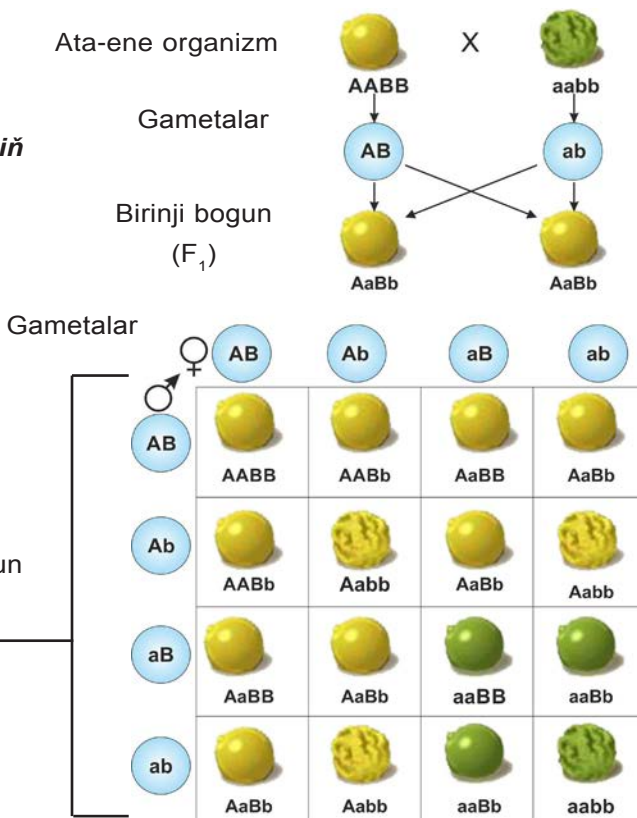 Ata-ene organizm X
AABB aabb
Gametalar
AB ab
iň
Birinji bogun
(F₁)
AaBb AaBb
Gametalar
♀ AB Ab aB ab
♂
AB
AABB AABb AaBB AaBb
Ab
un
AABb Aabb AaBb Aabb
aB
AaBB AaBb aaBB aaBb
ab
AaBb Aabb aaBb aabb